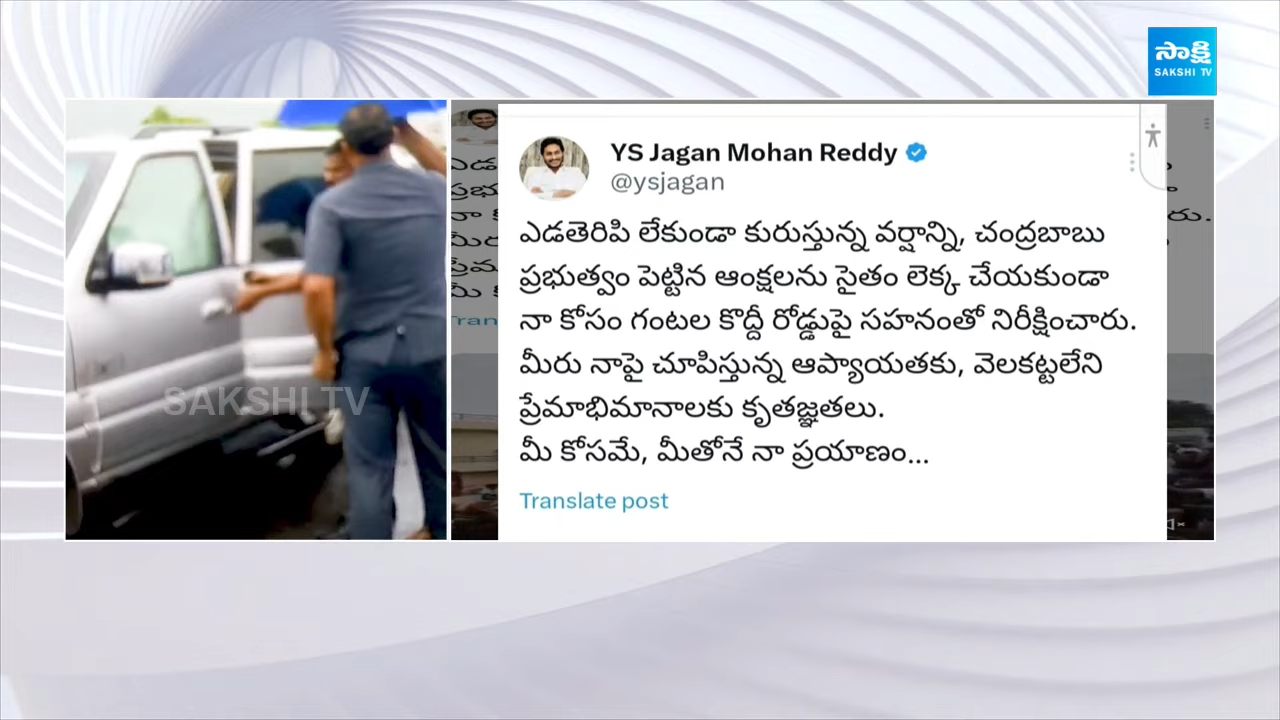 సాక్షి
SAKSHI TV
YS Jagan Mohan Reddy
@ysjagan
ఎడతెరిపి లేకుండా కురుస్తున్న వర్షాన్ని, చంద్రబాబు
ప్రభుత్వం పెట్టిన ఆంక్షలను సైతం లెక్క చేయకుండా
నా కోసం గంటల కొద్దీ రోడ్డుపై సహనంతో నిరీక్షించారు.
మీరు నాపై చూపిస్తున్న ఆప్యాయతకు, వెలకట్టలేని
ప్రేమాభిమానాలకు కృతజ్ఞతలు.
మీ కోసమే, మీతోనే నా ప్రయాణం...
Translate post
SAKSHI TV